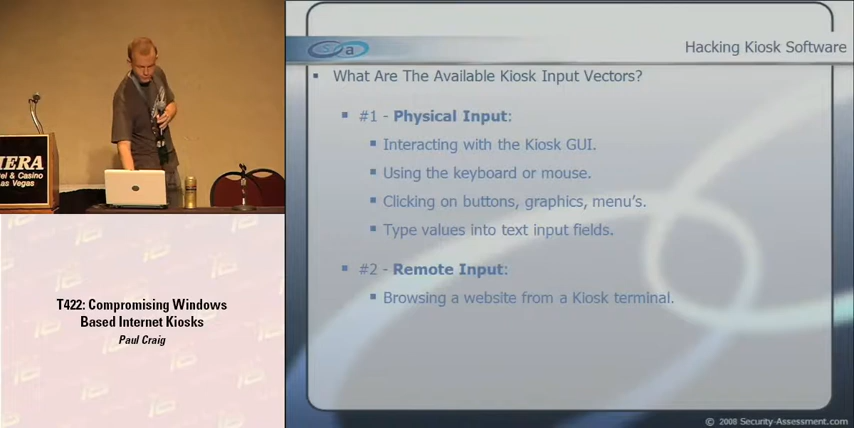 IERA
el & Casino
as Vegas
T422: Compromising Windows
Based Internet Kiosks
Paul Craig
a
Hacking Kiosk Software
What Are The Available Kiosk Input Vectors?
#1 - Physical Input:
Interacting with the Kiosk GUI.
Using the keyboard or mouse.
Clicking on buttons, graphics, menu's.
Type values into text input fields.
#2 - Remote Input:
Browsing a website from a Kiosk terminal.
© 2008 Security-Assessment.com